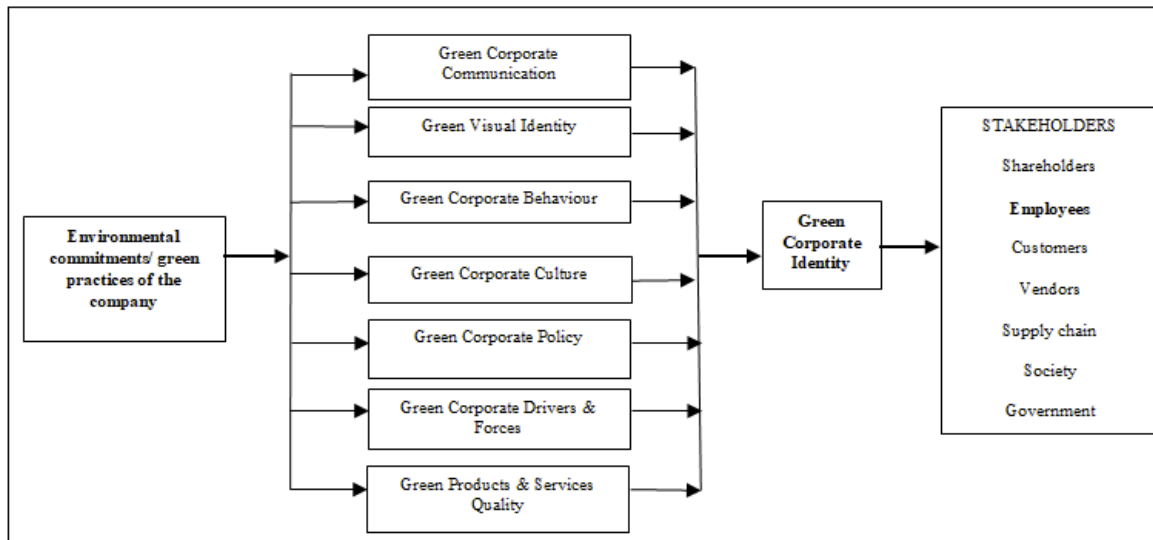 Environmental
commitments/ green
practices of the
company
Green Corporate
Communication
Green Visual Identity
Green Corporate Behaviour
Green Corporate Culture
Green Corporate Policy
Green Corporate Drivers &
Forces
Green Products & Services
Quality
Green
Corporate
Identity
STAKEHOLDERS
Shareholders
Employees
Customers
Vendors
Supply chain
Society
Government